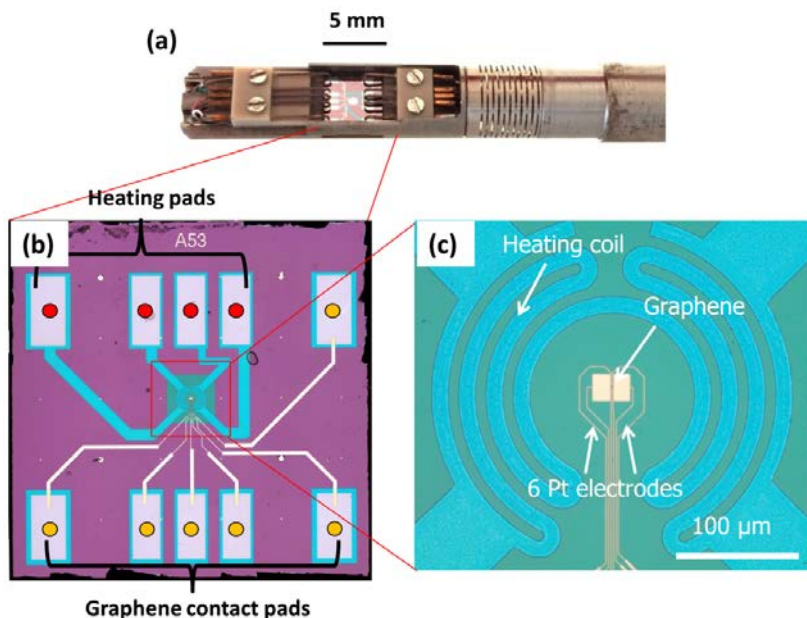 5 mm
(a)
Heating pads
(b)
A53
(c)
Heating coil
Graphene
6 Pt electrodes
100 µm
Graphene contact pads